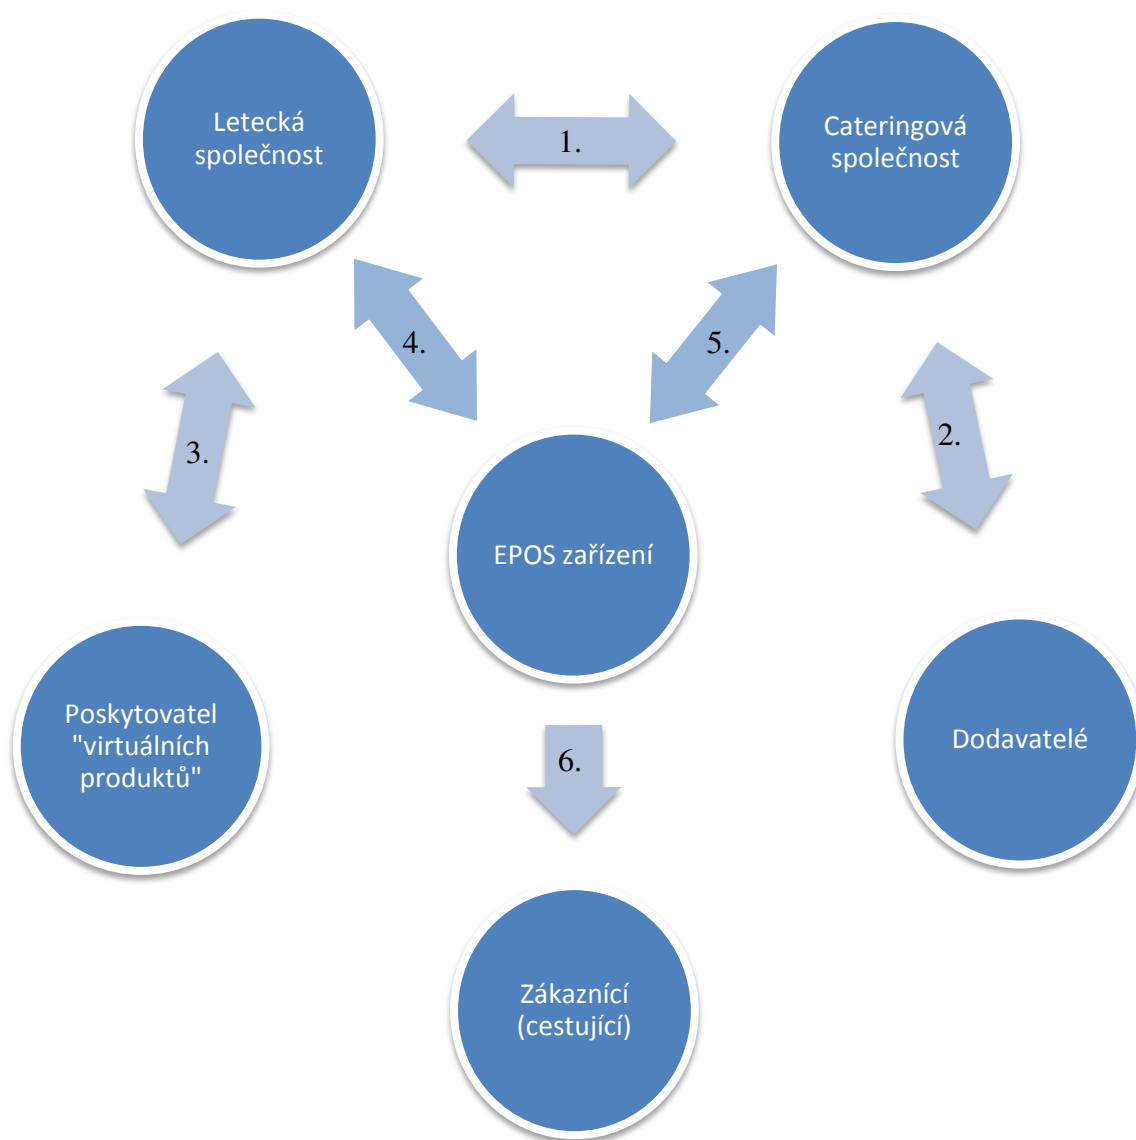 Letecká
společnost
1.
Cateringová
společnost
4.
5.
3.
2.
EPOS zařízení
Poskytovatel
"virtuálních
produktů"
Dodavatelé
6.
Zákazníci
(cestující)